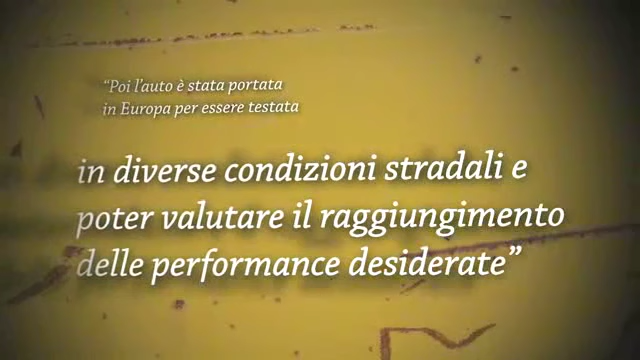 “Poi l’auto è stata portata
in Europa per essere testata
in diverse condizioni stradali e
poter valutare il raggiungimento
delle performance desiderate”